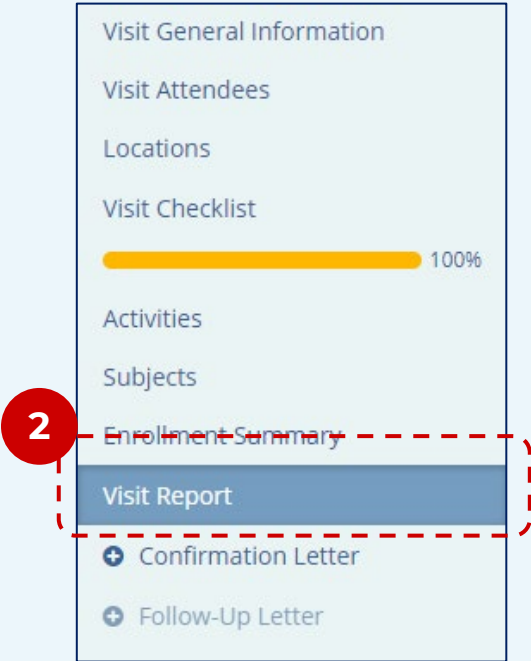 Visit General Information
Visit Attendees
Locations
Visit Checklist
100%
Activities
Subjects
2
Enrollment Summary
Visit Report
Confirmation Letter
Follow-Up Letter